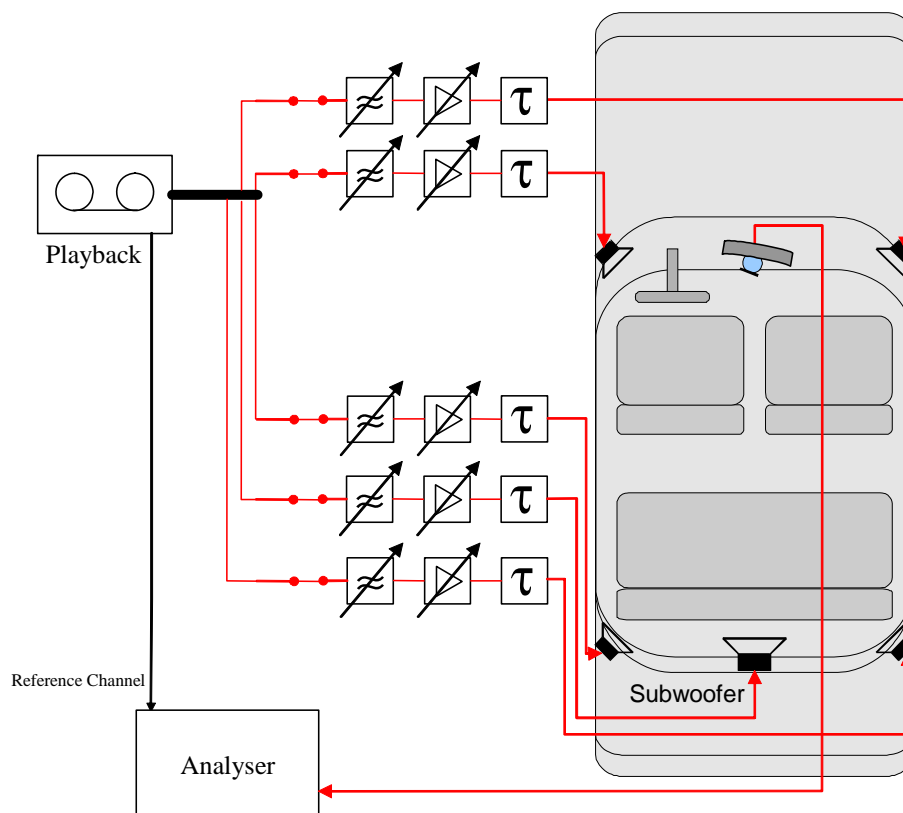 τ
τ
Playback
τ
τ
τ
Reference Channel
Subwoofer
Analyser